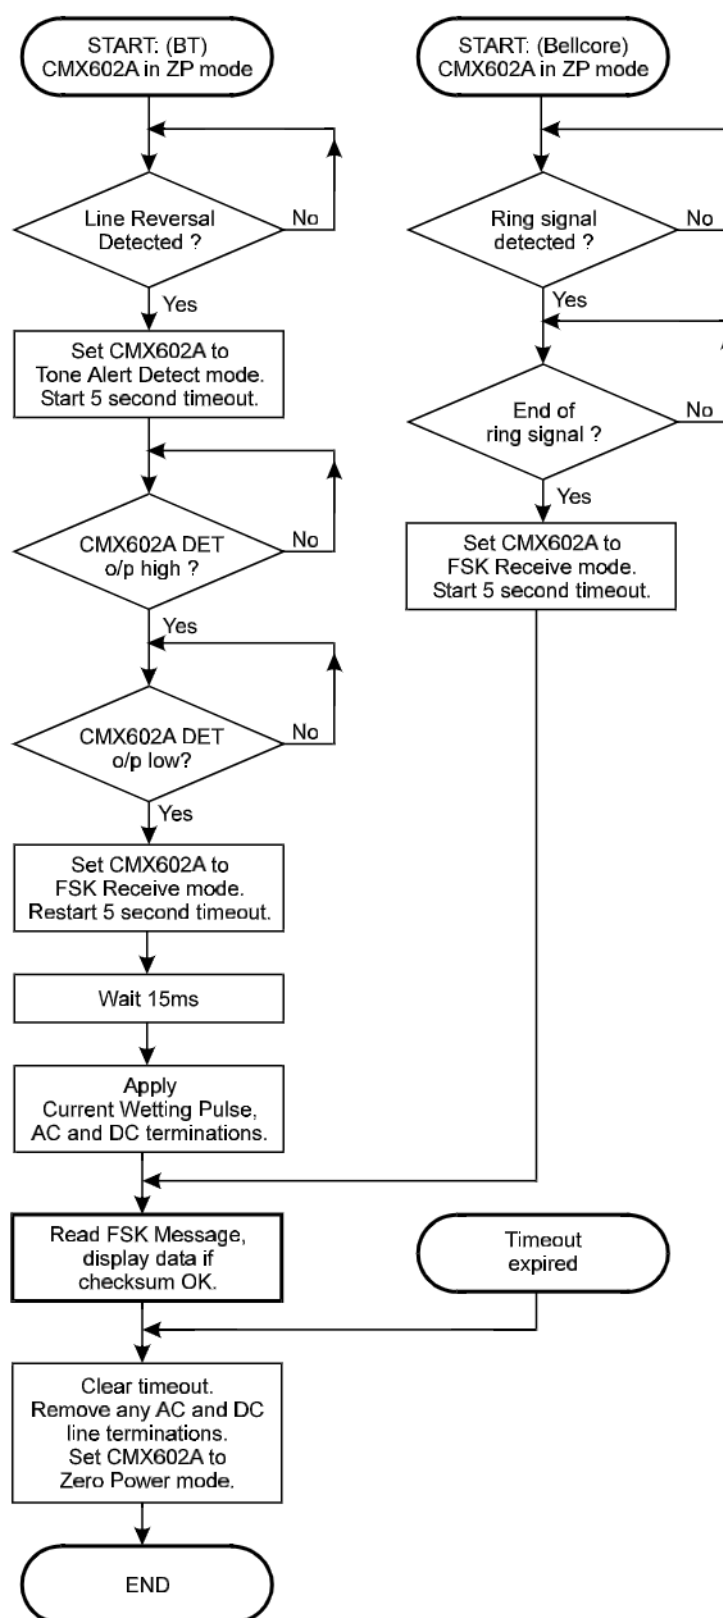 START: (BT)
CMX602A in ZP mode
Line Reversal
Detected ?
No
Yes
Set CMX602A to
Tone Alert Detect mode.
Start 5 second timeout.
CMX602A DET
o/p high ?
No
Yes
CMX602A DET
o/p low?
No
Yes
Set CMX602A to
FSK Receive mode.
Restart 5 second timeout.
Wait 15ms
Apply
Current Wetting Pulse,
AC and DC terminations.
Read FSK Message,
display data if
checksum OK.
Clear timeout.
Remove any AC and DC
line terminations.
Set CMX602A to
Zero Power mode.
END
START: (Bellcore)
CMX602A in ZP mode
Ring signal
detected ?
No
Yes
End of
ring signal ?
No
Yes
Set CMX602A to
FSK Receive mode.
Start 5 second timeout.
Timeout
expired